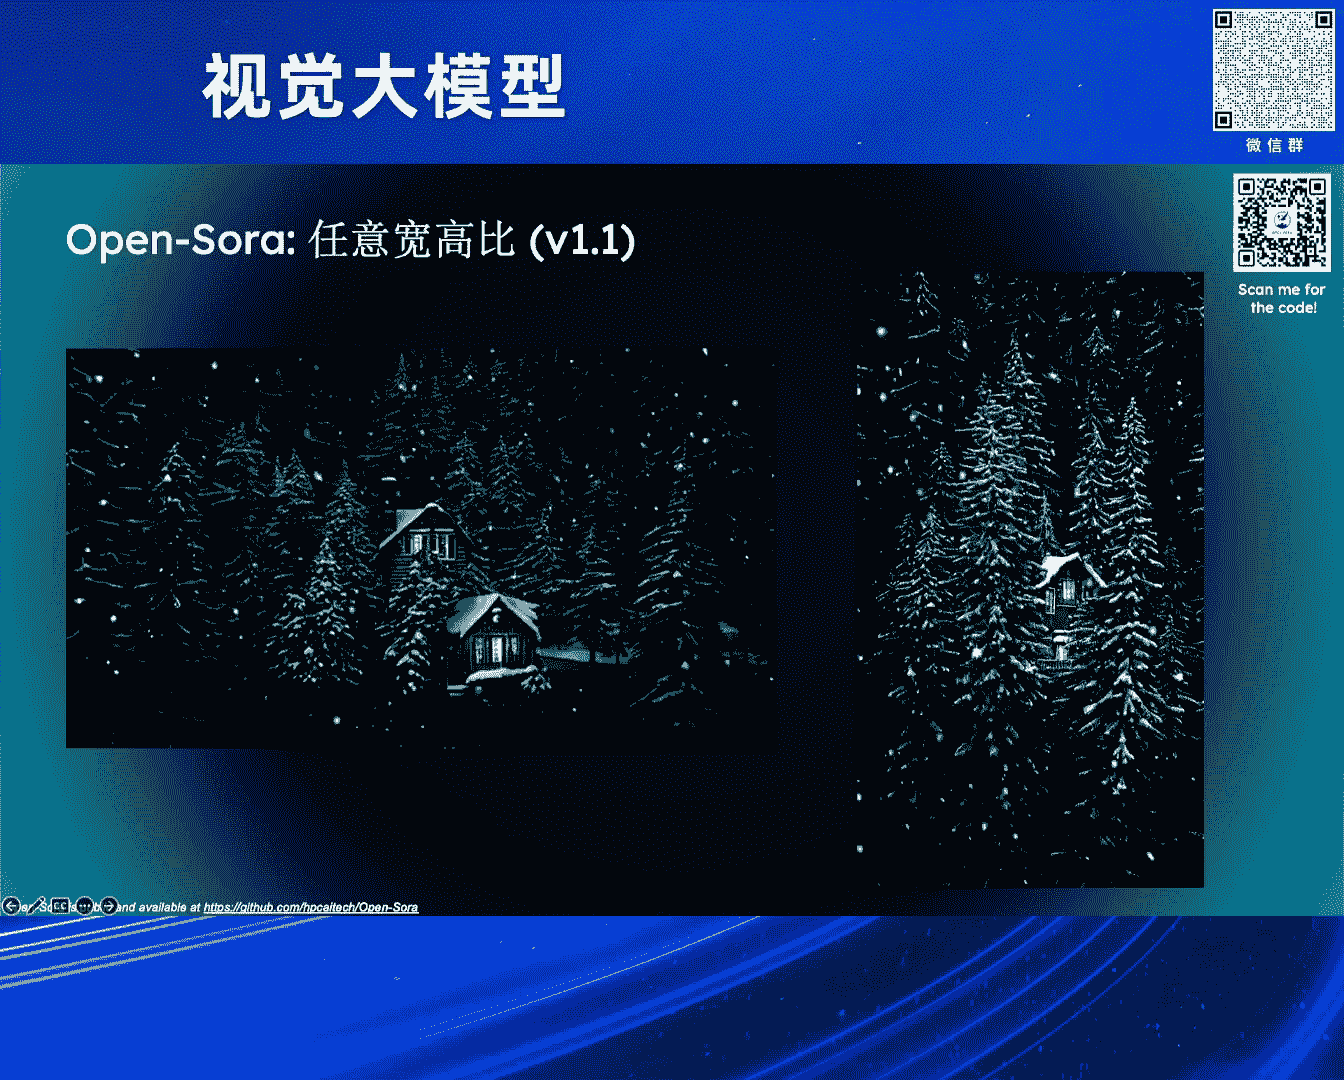 视觉大模型
微信群
Open-Sora: 任意宽高比 (v1.1)
Scan me for
the code!
and available at https://github.com/hpcaitech/Open-Sora